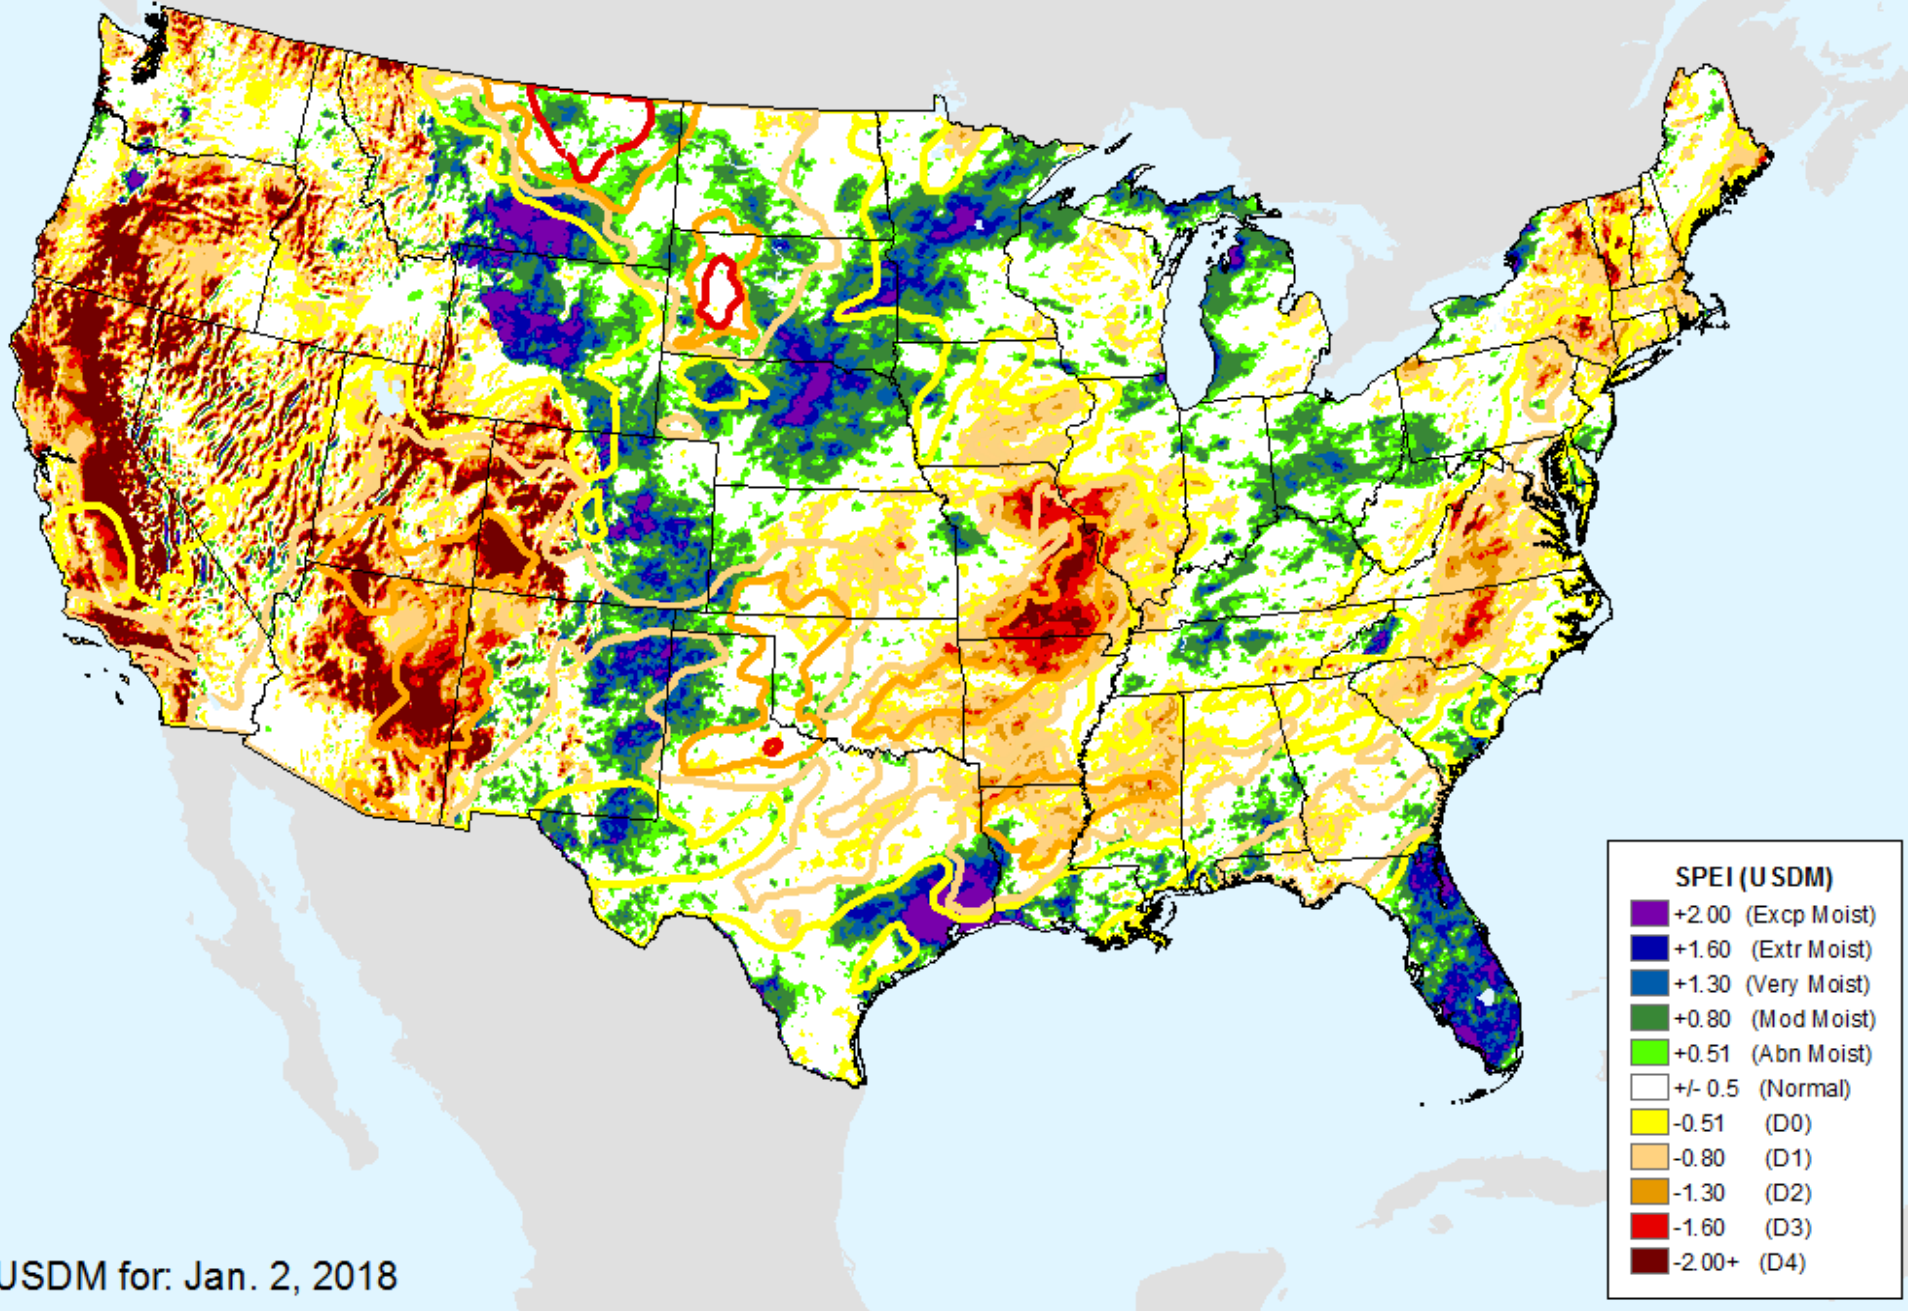 SPEI (USDM)
+2.00 (Excp Moist)
+1.60 (Extr Moist)
+1.30 (Very Moist)
+0.80 (Mod Moist)
+0.51 (Abn Moist)
+/- 0.5 (Normal)
-0.51 (D0)
-0.80 (D1)
-1.30 (D2)
-1.60 (D3)
-2.00+ (D4)
USDM for: Jan. 2, 2018